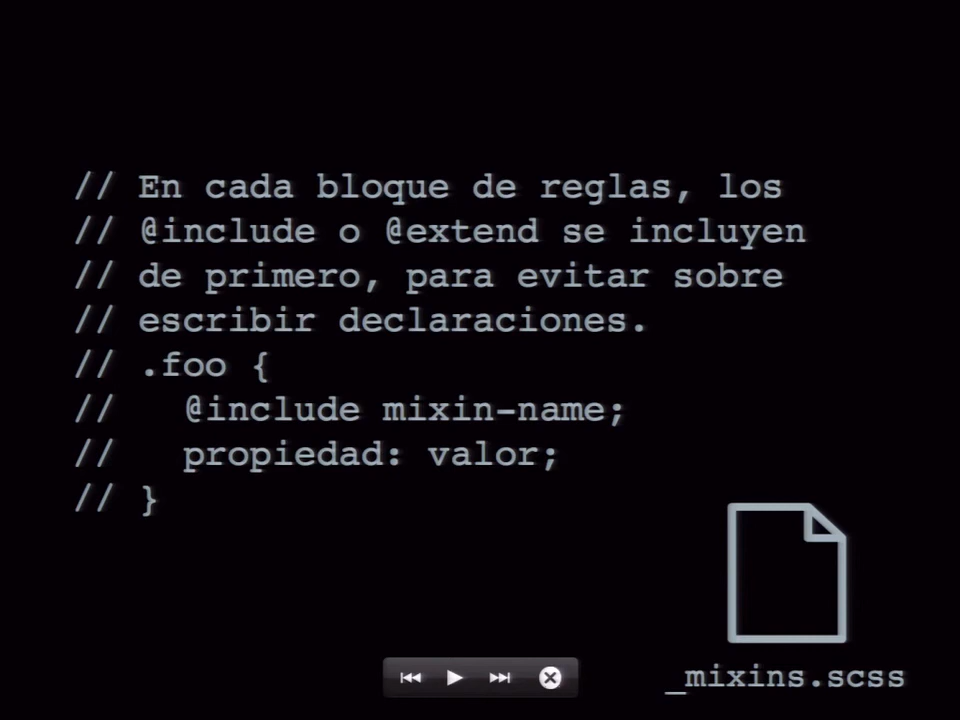 // En cada bloque de reglas, los
// @include o @extend se incluyen
// de primero, para evitar sobre
// escribir declaraciones.
// .foo {
//   @include mixin-name;
//   propiedad: valor;
// }
_mixins.scss